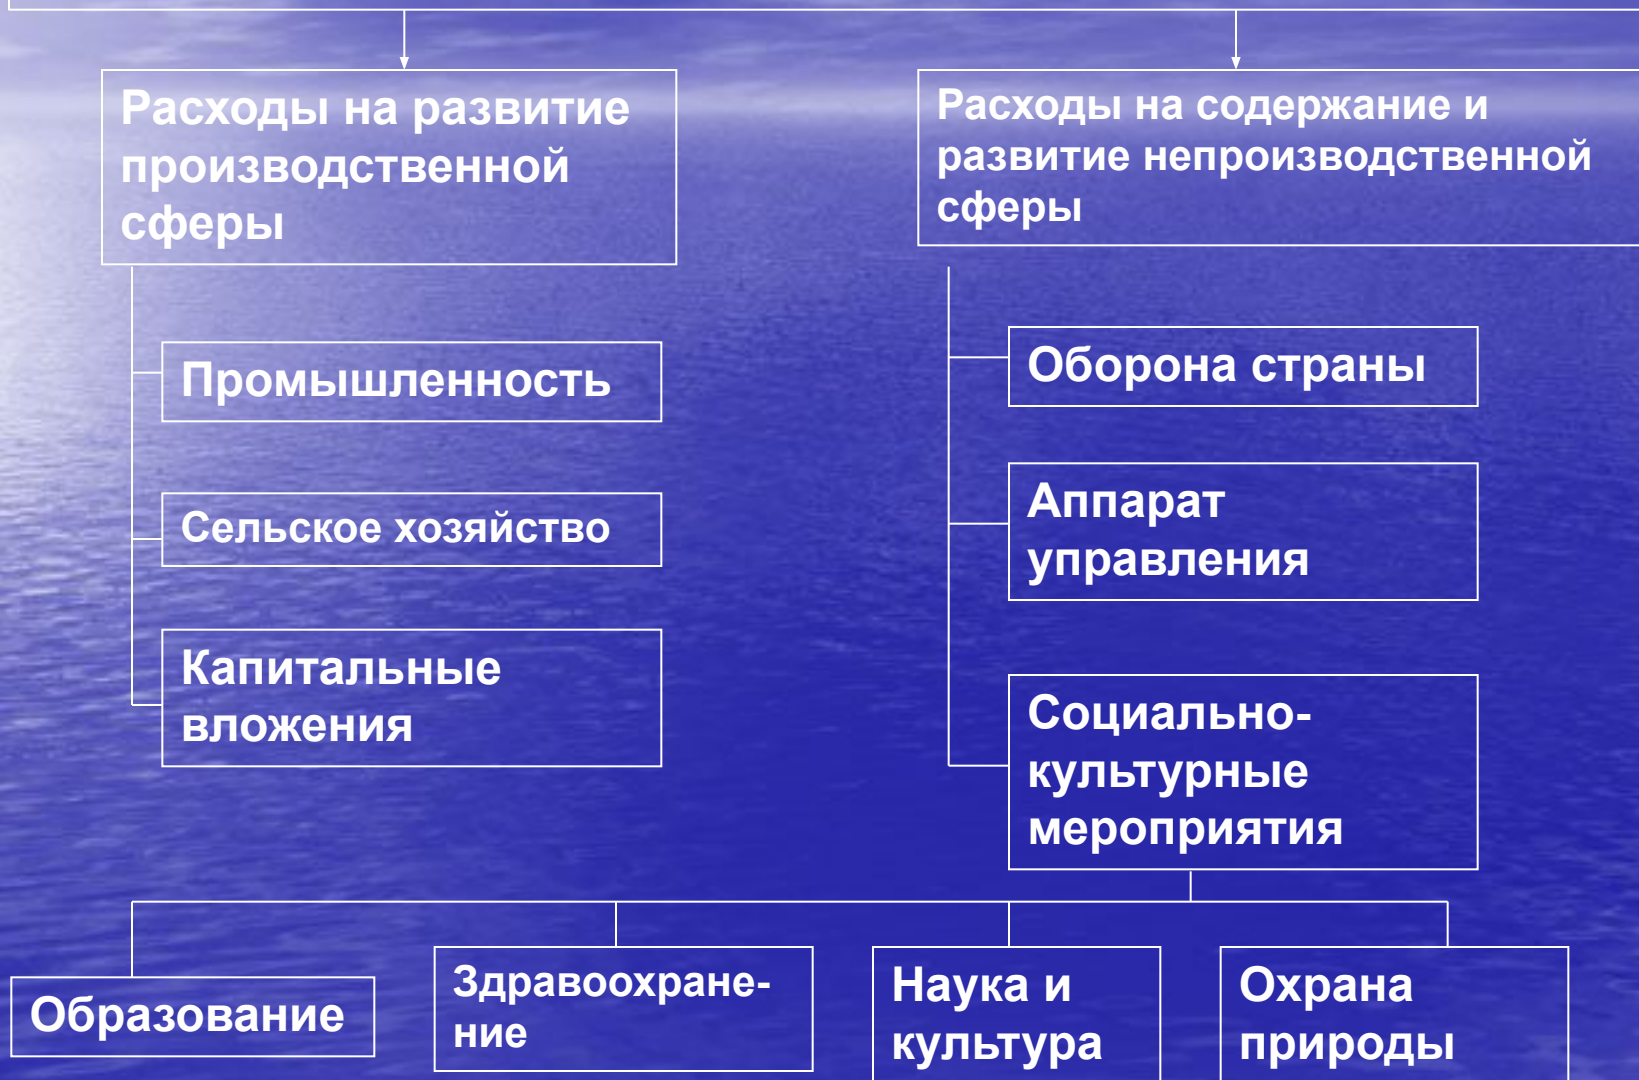 Расходы на развитие
производственной
сферы
Промышленность
Сельское хозяйство
Капитальные
вложения
Расходы на содержание и
развитие непроизводственной
сферы
Оборона страны
Аппарат
управления
Социально-
культурные
мероприятия
Образование
Здравоохране-
ние
Наука и
культура
Охрана
природы